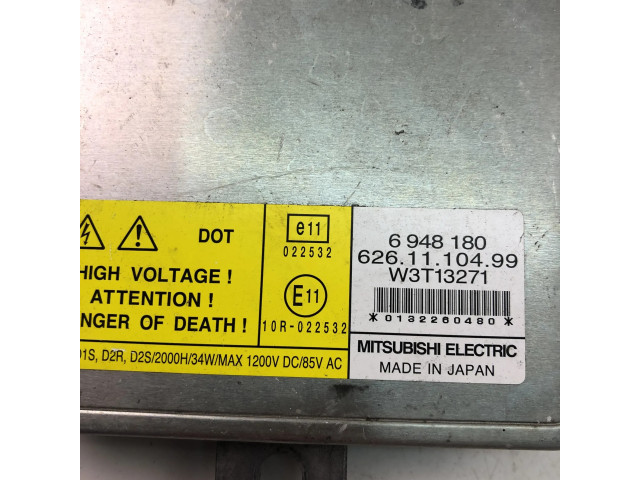 DOT
HIGH VOLTAGE !
ATTENTION !
NGER OF DEATH !
D1S, D2R, D2S/2000H/34W/MAX 1200V DC/85V AC
e11
022532
E11
10R-022532
6 948 180
626.11.104.99
W3T13271
*0132260480*
MITSUBISHI ELECTRIC
MADE IN JAPAN